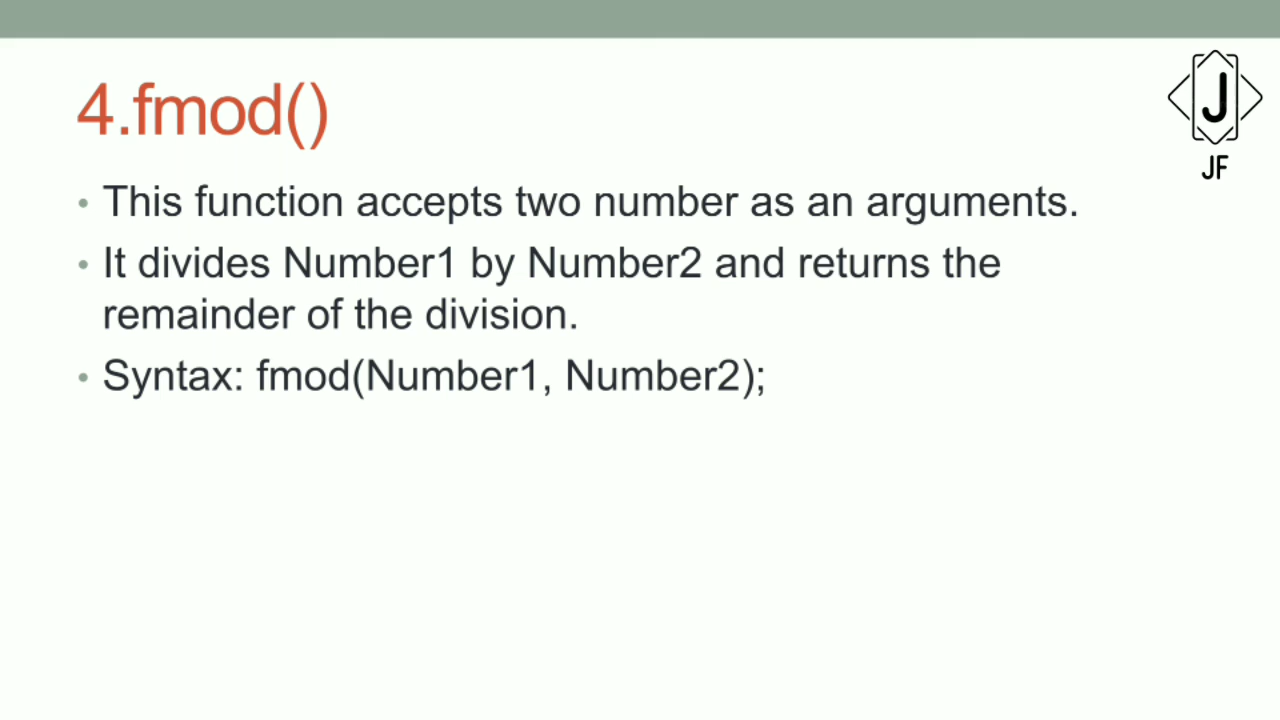 4.fmod()
J
JF
• This function accepts two number as an arguments.
• It divides Number1 by Number2 and returns the
remainder of the division.
• Syntax: fmod(Number1, Number2);